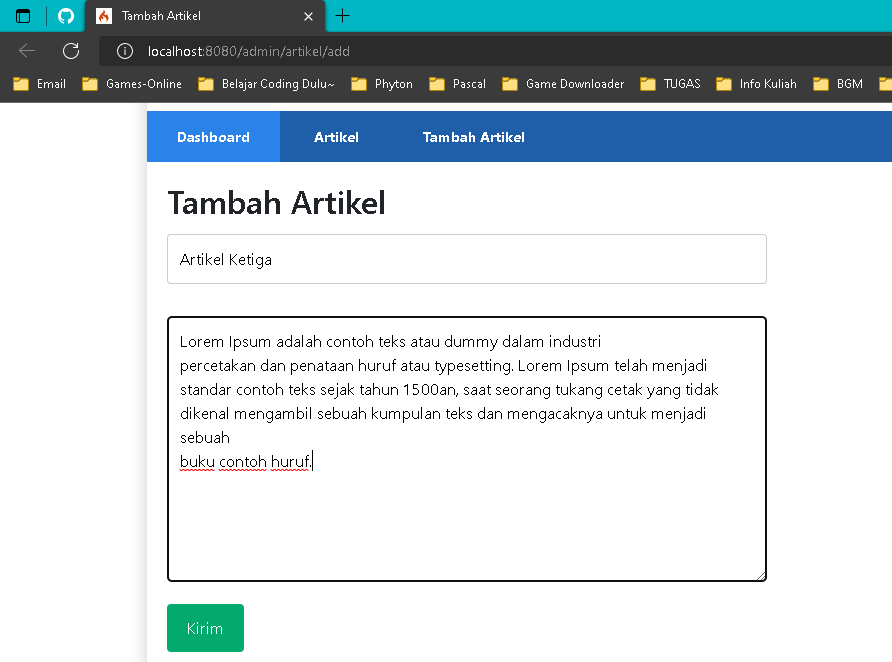 Tambah Artikel
localhost:8080/admin/artikel/add
Email Games-Online Belajar Coding Dulu~ Phyton Pascal Game Downloader TUGAS Info Kuliah BGM
Dashboard Artikel Tambah Artikel
Tambah Artikel
Artikel Ketiga
Lorem Ipsum adalah contoh teks atau dummy dalam industri
percetakan dan penataan huruf atau typesetting. Lorem Ipsum telah menjadi
standar contoh teks sejak tahun 1500an, saat seorang tukang cetak yang tidak
dikenal mengambil sebuah kumpulan teks dan mengacaknya untuk menjadi
sebuah
buku contoh huruf.
Kirim